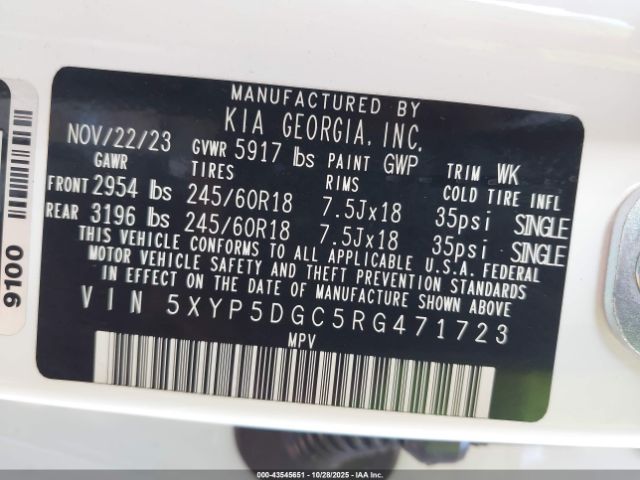 MANUFACTURED BY
KIA GEORGIA, INC.
NOV/22/23 GVWR 5917 lbs PAINT GWP TRIM WK
GAWR TIRES RIMS COLD TIRE INFL
FRONT 2954 lbs 245/60R18 7.5Jx18 35psi SINGLE
REAR 3196 lbs 245/60R18 7.5Jx18 35psi SINGLE
THIS VEHICLE CONFORMS TO ALL APPLICABLE U.S.A. FEDERAL
MOTOR VEHICLE SAFETY AND THEFT PREVENTION STANDARDS
IN EFFECT ON THE DATE OF MANUFACTURE SHOWN ABOVE.
VIN 5XYP5DGC5RG471723
MPV
9100
000-43545651 | 10/28/2025 | IAA Inc.